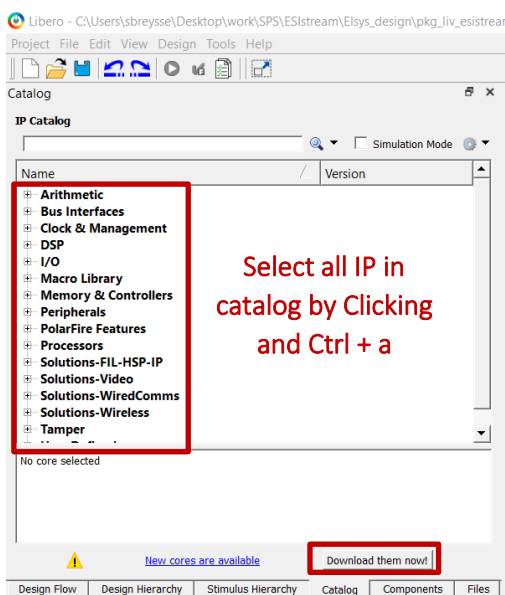 Libero - C:\Users\sbreysse\Desktop\work\SPS\ESIstream\Elsys_design\pkg_liv_esistrear
Project File Edit View Design Tools Help
Catalog
IP Catalog
Simulation Mode
Name Version
Arithmetic
Bus Interfaces
Clock & Management
DSP
I/O
Macro Library
Memory & Controllers
Peripherals
PolarFire Features
Processors
Solutions-FIL-HSP-IP
Solutions-Video
Solutions-WiredComms
Solutions-Wireless
Tamper
Select all IP in
catalog by Clicking
and Ctrl + a
No core selected
New cores are available Download them now!
Design Flow Design Hierarchy Stimulus Hierarchy Catalog Components Files